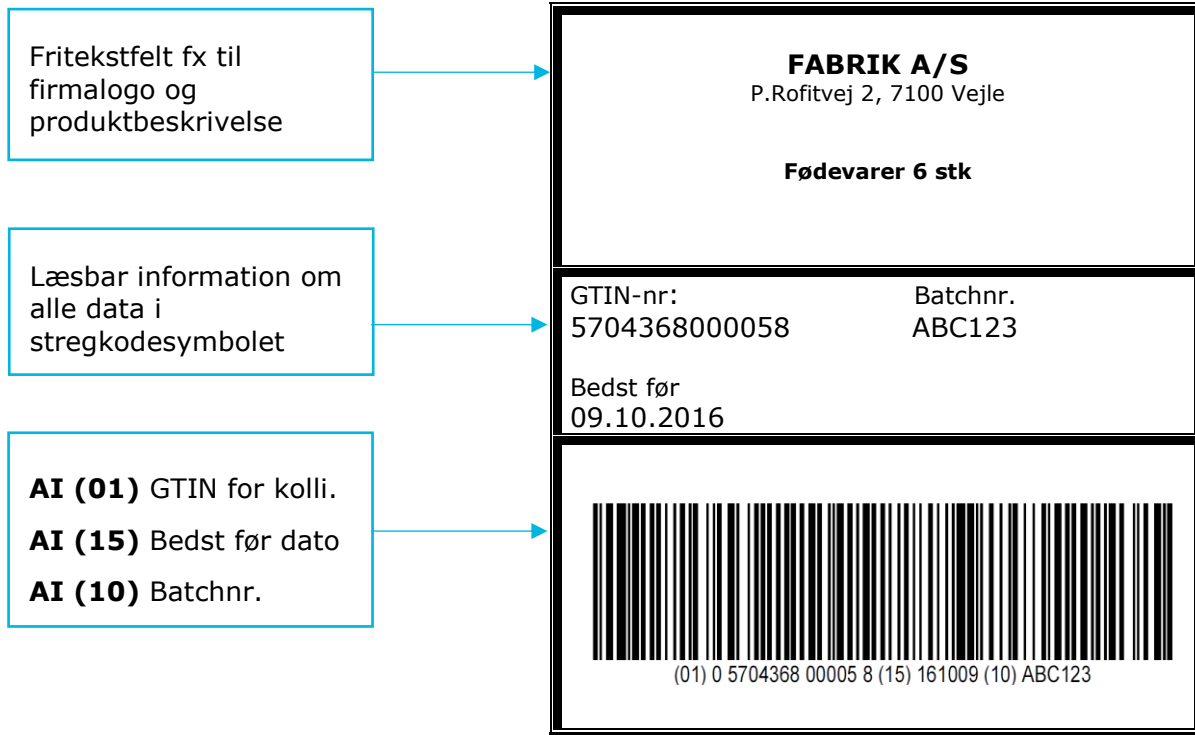 Fritekstfelt fx til
firmalogo og
produktbeskrivelse
FABRIK A/S
P.Rofitvej 2, 7100 Vejle
Fødevarer 6 stk
Læsbar information om
alle data i
stregkodesymbolet
GTIN-nr: Batchnr.
5704368000058 ABC123
Bedst før
09.10.2016
AI (01) GTIN for kolli.
AI (15) Bedst før dato
AI (10) Batchnr.
(01) 0 5704368 00005 8 (15) 161009 (10) ABC123